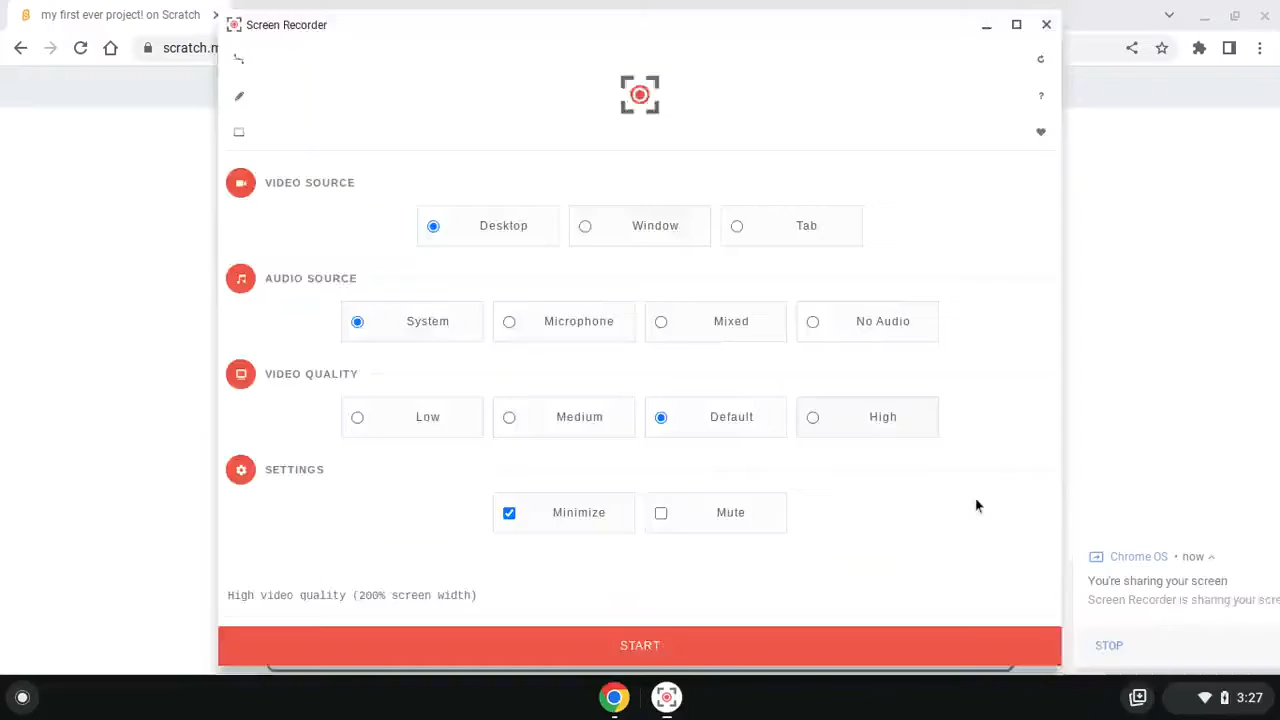 my first ever project! on Scratch
Screen Recorder
scratch.m
?
VIDEO SOURCE
Desktop
Window
Tab
AUDIO SOURCE
System
Microphone
Mixed
No Audio
VIDEO QUALITY
Low
Medium
Default
High
SETTINGS
Minimize
Mute
Chrome OS • now
You're sharing your screen
Screen Recorder is sharing your scre
High video quality (200% screen width)
START
STOP
3:27